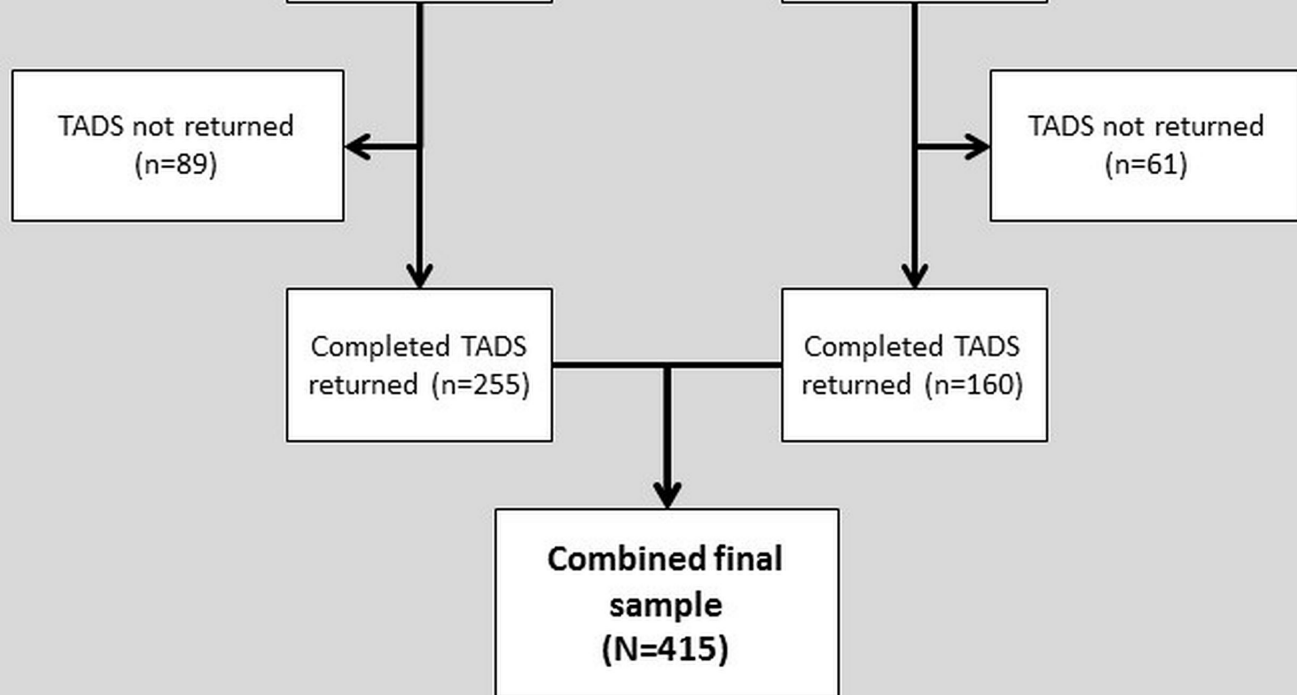 TADS not returned
(n=89)
TADS not returned
(n=61)
Completed TADS
returned (n=255)
Completed TADS
returned (n=160)
Combined final
sample
(N=415)